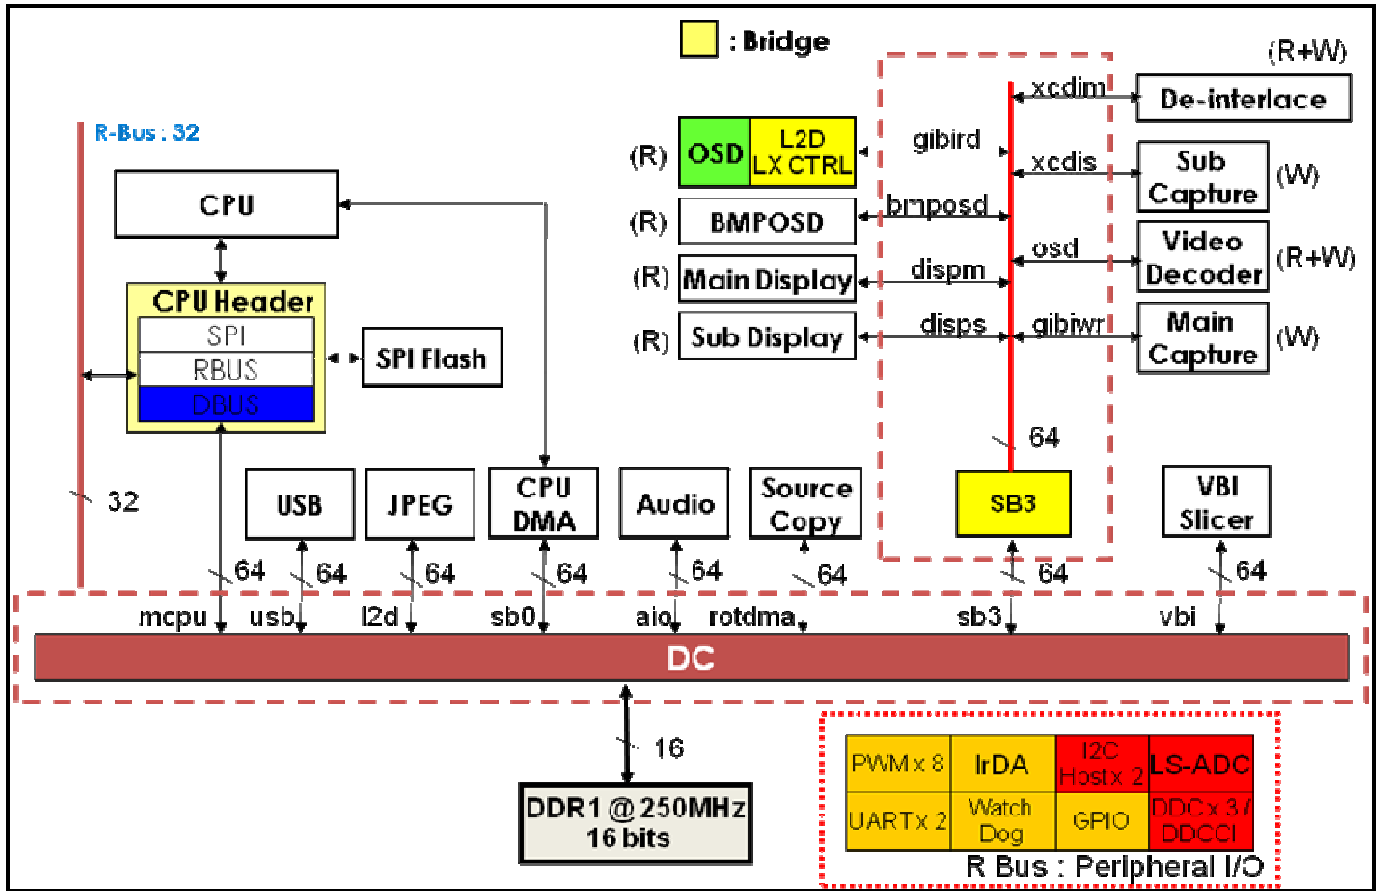 : Bridge
R-Bus : 32
CPU
CPU Header
SPI
RBUS
DBUS
SPI Flash
32
(R)
OSD
L2D
LX CTRL
gibird
(R)
BMPOSD
bmposd
(R)
Main Display
dispm
(R)
Sub Display
disps
xcdim
De-interlace
(R+W)
xcdis
Sub
Capture
(W)
osd
Video
Decoder
(R+W)
gibiwr
Main
Capture
(W)
64
USB
JPEG
CPU
DMA
Audio
Source
Copy
SB3
VBI
Slicer
64
64
64
64
64
64
64
64
mcpu
usb
l2d
sb0
aio
rotdma
sb3
vbi
DC
16
DDR1 @ 250MHz
16 bits
PWM x 8
IrDA
I2C
Host x 2
LS-ADC
UART x 2
Watch
Dog
GPIO
DDC x 3 /
DDCCI
R Bus : Peripheral I/O